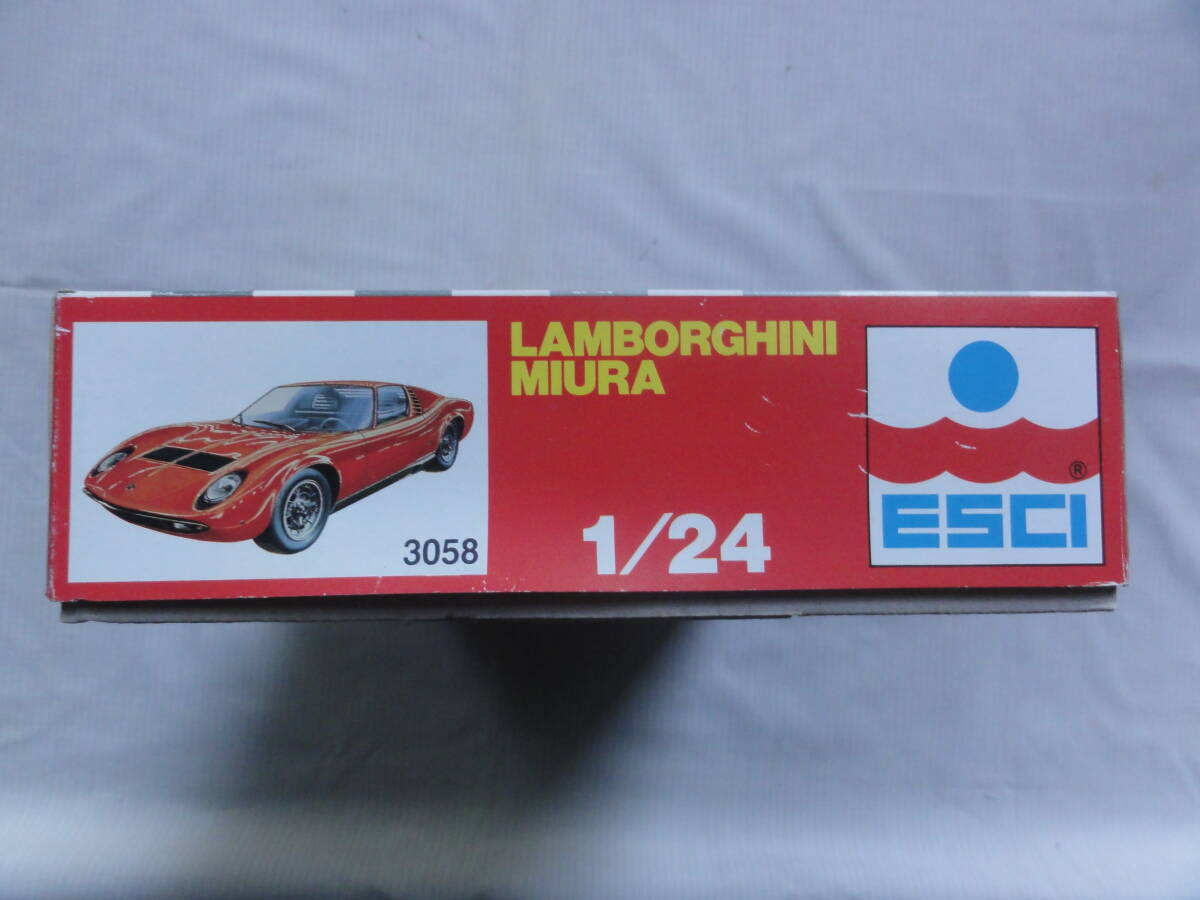 LAMBORGHINI
MIURA
3058
1/24
®
ESCI